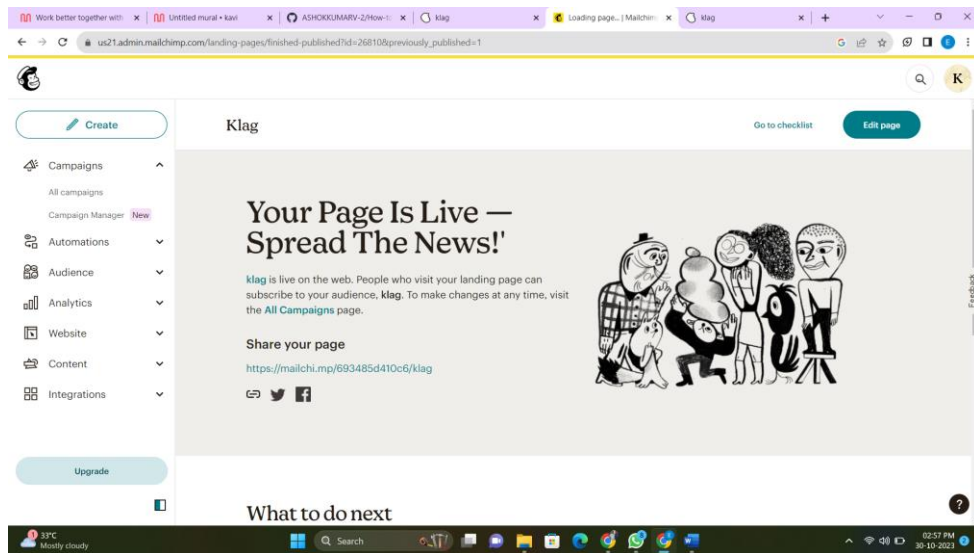 Work better together with
Untitled mural • kavi
ASHOKKUMARV-2/How-t
klag
Loading page... | Mailchim
klag
us21.admin.mailchimp.com/landing-pages/finished-published?id=26810&previously_published=1
K
Create
Klag
Go to checklist
Edit page
Campaigns
All campaigns
Campaign Manager New
Automations
Audience
Analytics
Website
Content
Integrations
Upgrade
Your Page Is Live —
Spread The News!'
klag is live on the web. People who visit your landing page can
subscribe to your audience, klag. To make changes at any time, visit
the All Campaigns page.
Share your page
https://mailchi.mp/693485d410c6/klag
What to do next
Feedback
?
1
33°C
Mostly cloudy
Search
02:57 PM
30-10-2023